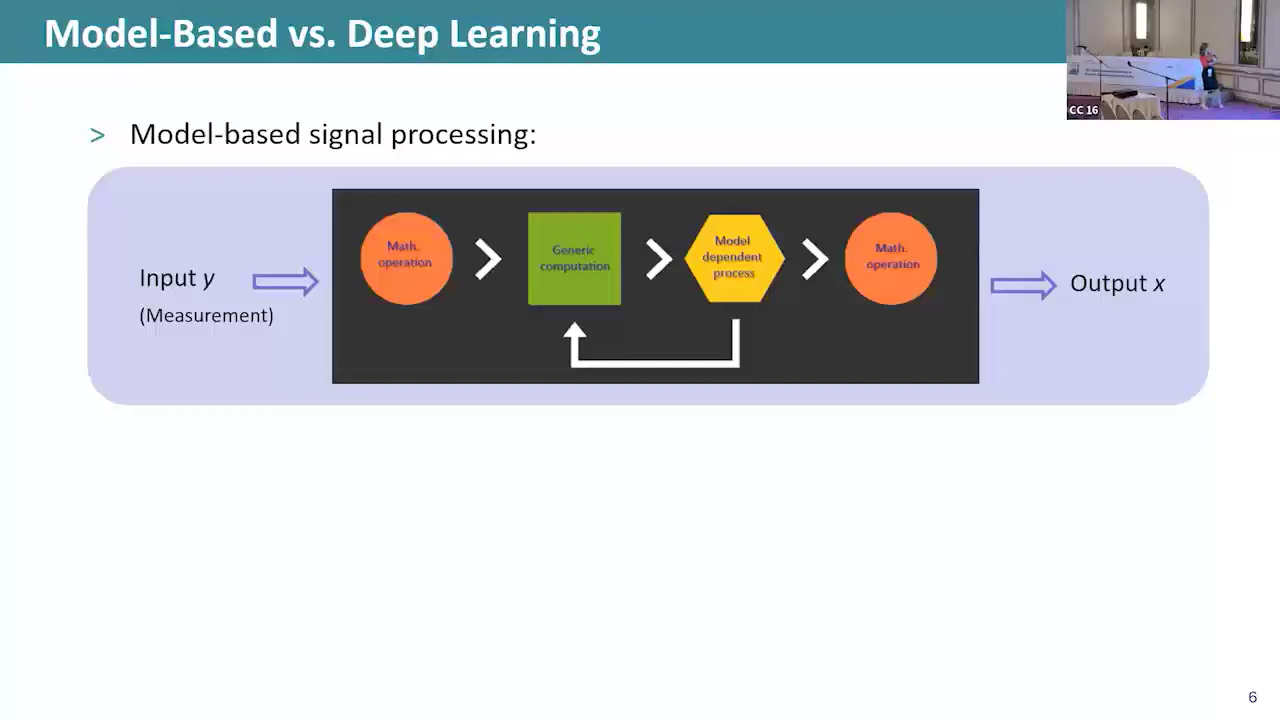 Model-Based vs. Deep Learning
CC 16
> Model-based signal processing:
Input y
(Measurement)
Math.
operation
Generic
computation
Model
dependent
process
Math.
operation
Output x
6